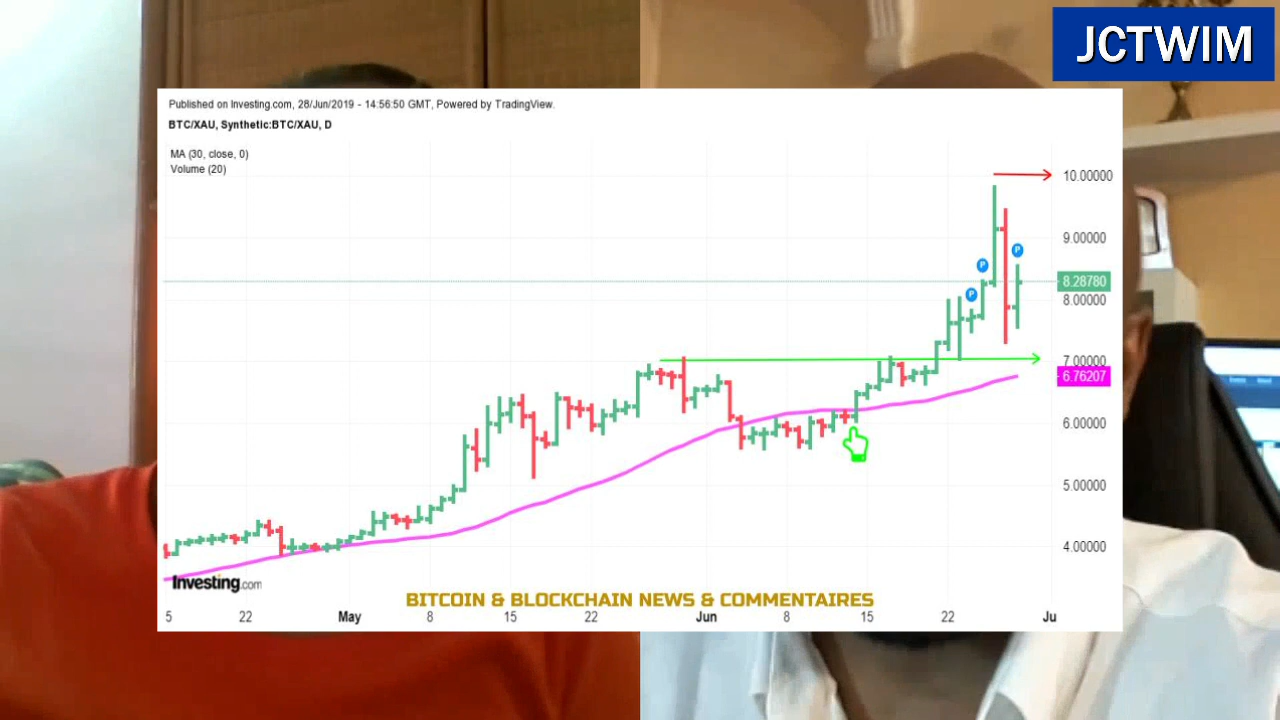 JCTWIM
Published on Investing.com, 28/Jun/2019 - 14:56:50 GMT, Powered by TradingView.
BTC/XAU, Synthetic:BTC/XAU, D
MA (30, close, 0)
Volume (20)
10.00000
9.00000
P
P
P
8.28780
8.00000
7.00000
6.76207
6.00000
5.00000
4.00000
Investing.com
BITCOIN & BLOCKCHAIN NEWS & COMMENTAIRES
5 22 May 8 15 22 Jun 8 15 22 Ju